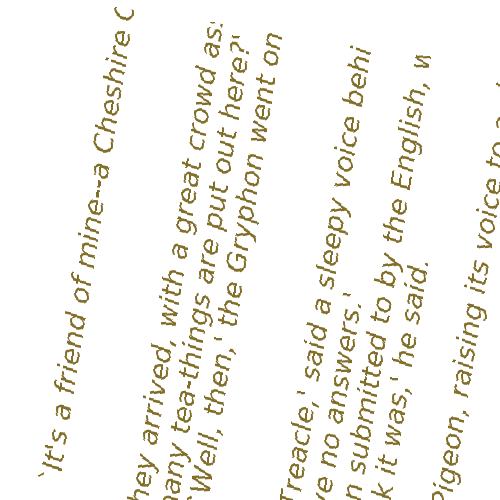 `It's a friend of mine--a Cheshire C
hey arrived, with a great crowd as
any tea-things are put out here?'
`Well, then,' the Gryphon went on
Treacle,' said a sleepy voice behi
ve no answers.'
n submitted to by the English, w
k it was,' he said.
Pigeon, raising its voice to a